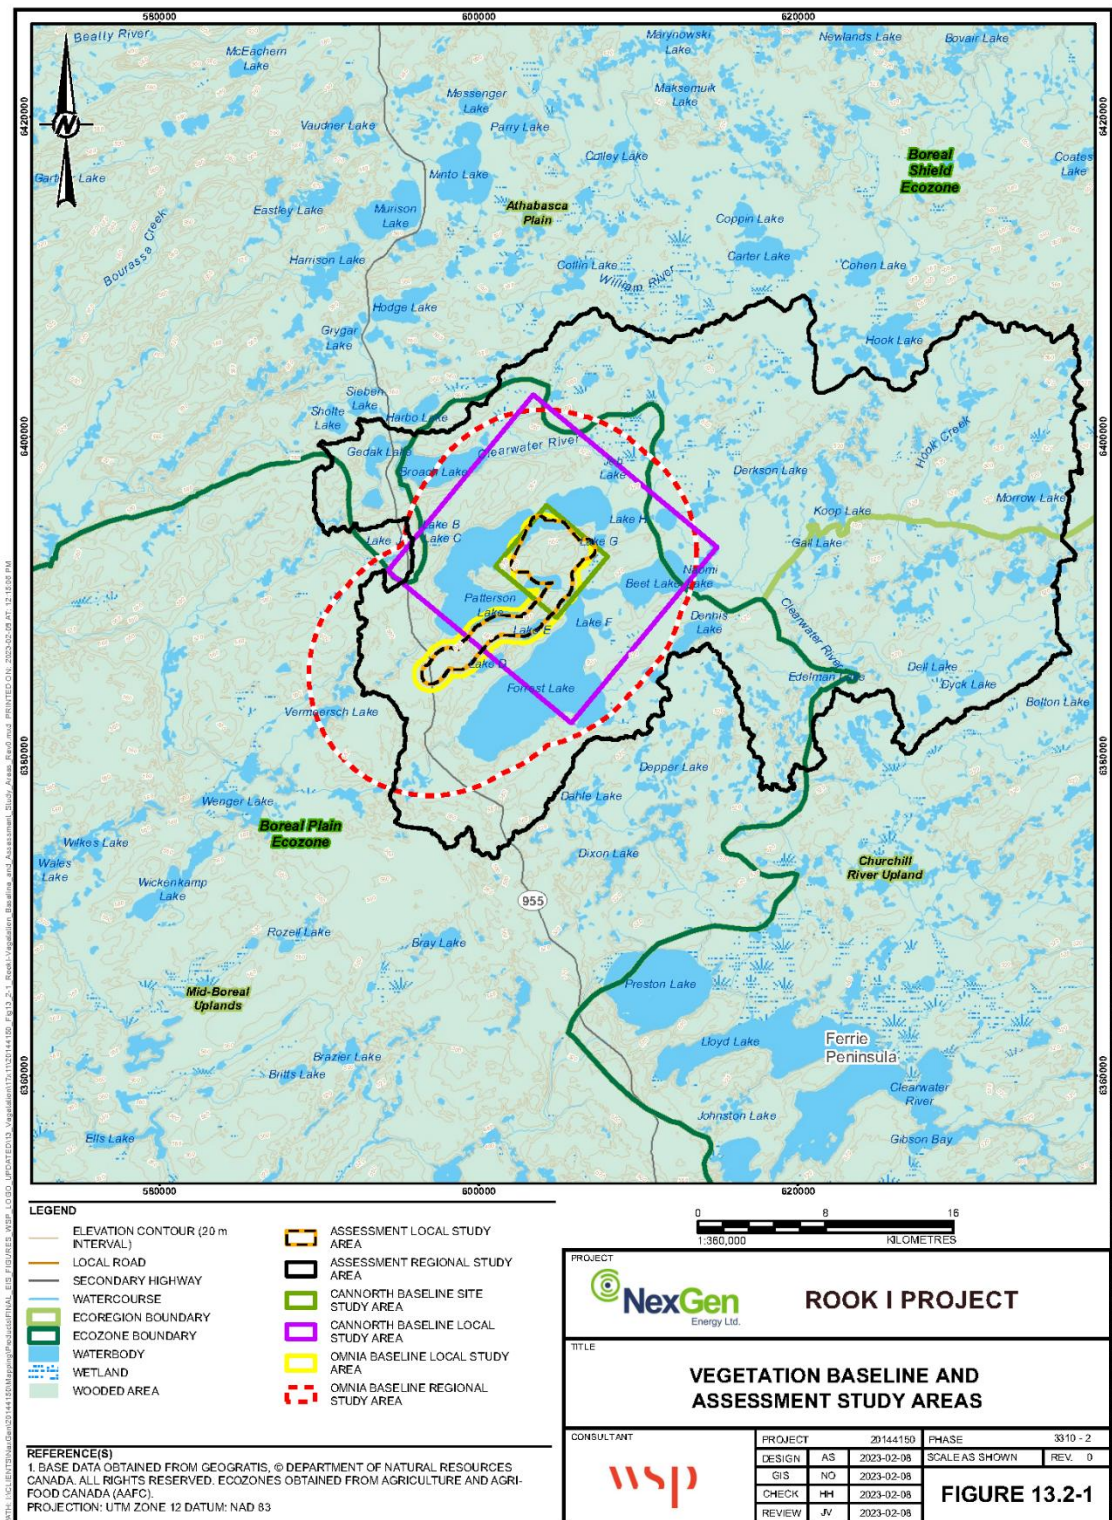 580000
600000
620000
Beatty River
McEachern
Lake
Marynowski
Lake
Newlands Lake
Bovair Lake
Messenger
Lake
Maksemuik
Lake
6420000
6420000
Vaudner Lake
Parry Lake
Colley Lake
Boreal
Shield
Ecozone
Coates
Lake
Minto Lake
Eastley Lake
Murison
Lake
Athabasca
Plain
Coppin Lake
Bourassa Creek
Harrison Lake
Collin Lake
Carter Lake
Cohen Lake
William River
Hodge Lake
Grygar
Lake
Hook Lake
Sieben
Lake
Sholte
Lake
Harbo Lake
6400000
6400000
Gedak Lake
Clearwater River
Hook Creek
Broach Lake
Jeb
Lake
Derkson Lake
Morrow Lake
Koop Lake
Lake B
Lake C
Lake H
Lake G
Gail Lake
Lake
Naomi
Lake
Beet Lake
Patterson
Lake
Lake F
Lake E
Dennis
Lake
Clearwater
River
Lake D
Edelman Lake
Dell Lake
Cyck Lake
Forrest Lake
Bolton Lake
Vermeersch Lake
6380000
6380000
Depper Lake
Wenger Lake
Dahle Lake
Boreal Plain
Ecozone
Wilkes Lake
Wales
Lake
Dixon Lake
Churchill
River Upland
Wickenkamp
Lake
955
Rozell Lake
Bray Lake
Mid-Boreal
Uplands
Preston Lake
Lloyd Lake
Ferrie
Peninsula
Brazier Lake
Britts Lake
6360000
6360000
Clearwater
River
Johnston Lake
Ells Lake
Gibson Bay
580000
600000
620000
LEGEND
ELEVATION CONTOUR (20 m
INTERVAL)
LOCAL ROAD
SECONDARY HIGHWAY
WATERCOURSE
ECOREGION BOUNDARY
ECOZONE BOUNDARY
WATERBODY
WETLAND
WOODED AREA
ASSESSMENT LOCAL STUDY
AREA
ASSESSMENT REGIONAL STUDY
AREA
CANNORTH BASELINE SITE
STUDY AREA
CANNORTH BASELINE LOCAL
STUDY AREA
OMNIA BASELINE LOCAL STUDY
AREA
OMNIA BASELINE REGIONAL
STUDY AREA
0 8 16
1:360,000 KILOMETRES
REFERENCE(S)
1. BASE DATA OBTAINED FROM GEOGRATIS, © DEPARTMENT OF NATURAL RESOURCES
CANADA. ALL RIGHTS RESERVED. ECOZONES OBTAINED FROM AGRICULTURE AND AGRI-
FOOD CANADA (AAFC).
PROJECTION: UTM ZONE 12 DATUM: NAD 83
PROJECT
NexGen
Energy Ltd.
ROOK I PROJECT
TITLE
VEGETATION BASELINE AND
ASSESSMENT STUDY AREAS
CONSULTANT
wsp
PROJECT 20144150 PHASE 3310 - 2
DESIGN AS 2023-02-08 SCALE AS SHOWN REV. 0
GIS NO 2023-02-08
CHECK HH 2023-02-08
REVIEW JV 2023-02-08
FIGURE 13.2-1